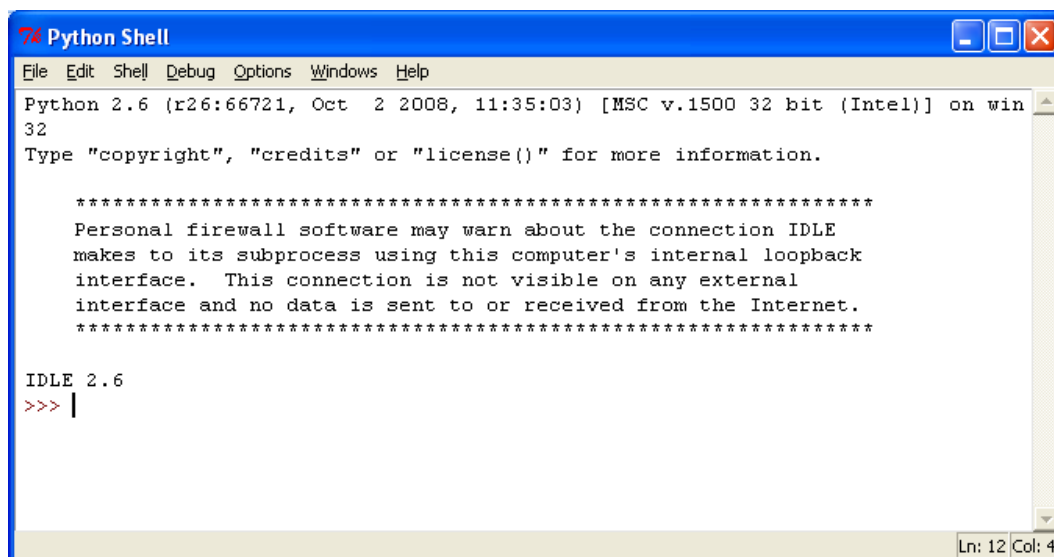 Python Shell
File Edit Shell Debug Options Windows Help
Python 2.6 (r26:66721, Oct  2 2008, 11:35:03) [MSC v.1500 32 bit (Intel)] on win
32
Type "copyright", "credits" or "license()" for more information.
****************************************************************
Personal firewall software may warn about the connection IDLE
makes to its subprocess using this computer's internal loopback
interface.  This connection is not visible on any external
interface and no data is sent to or received from the Internet.
****************************************************************
IDLE 2.6
>>>
Ln: 12 Col: 4